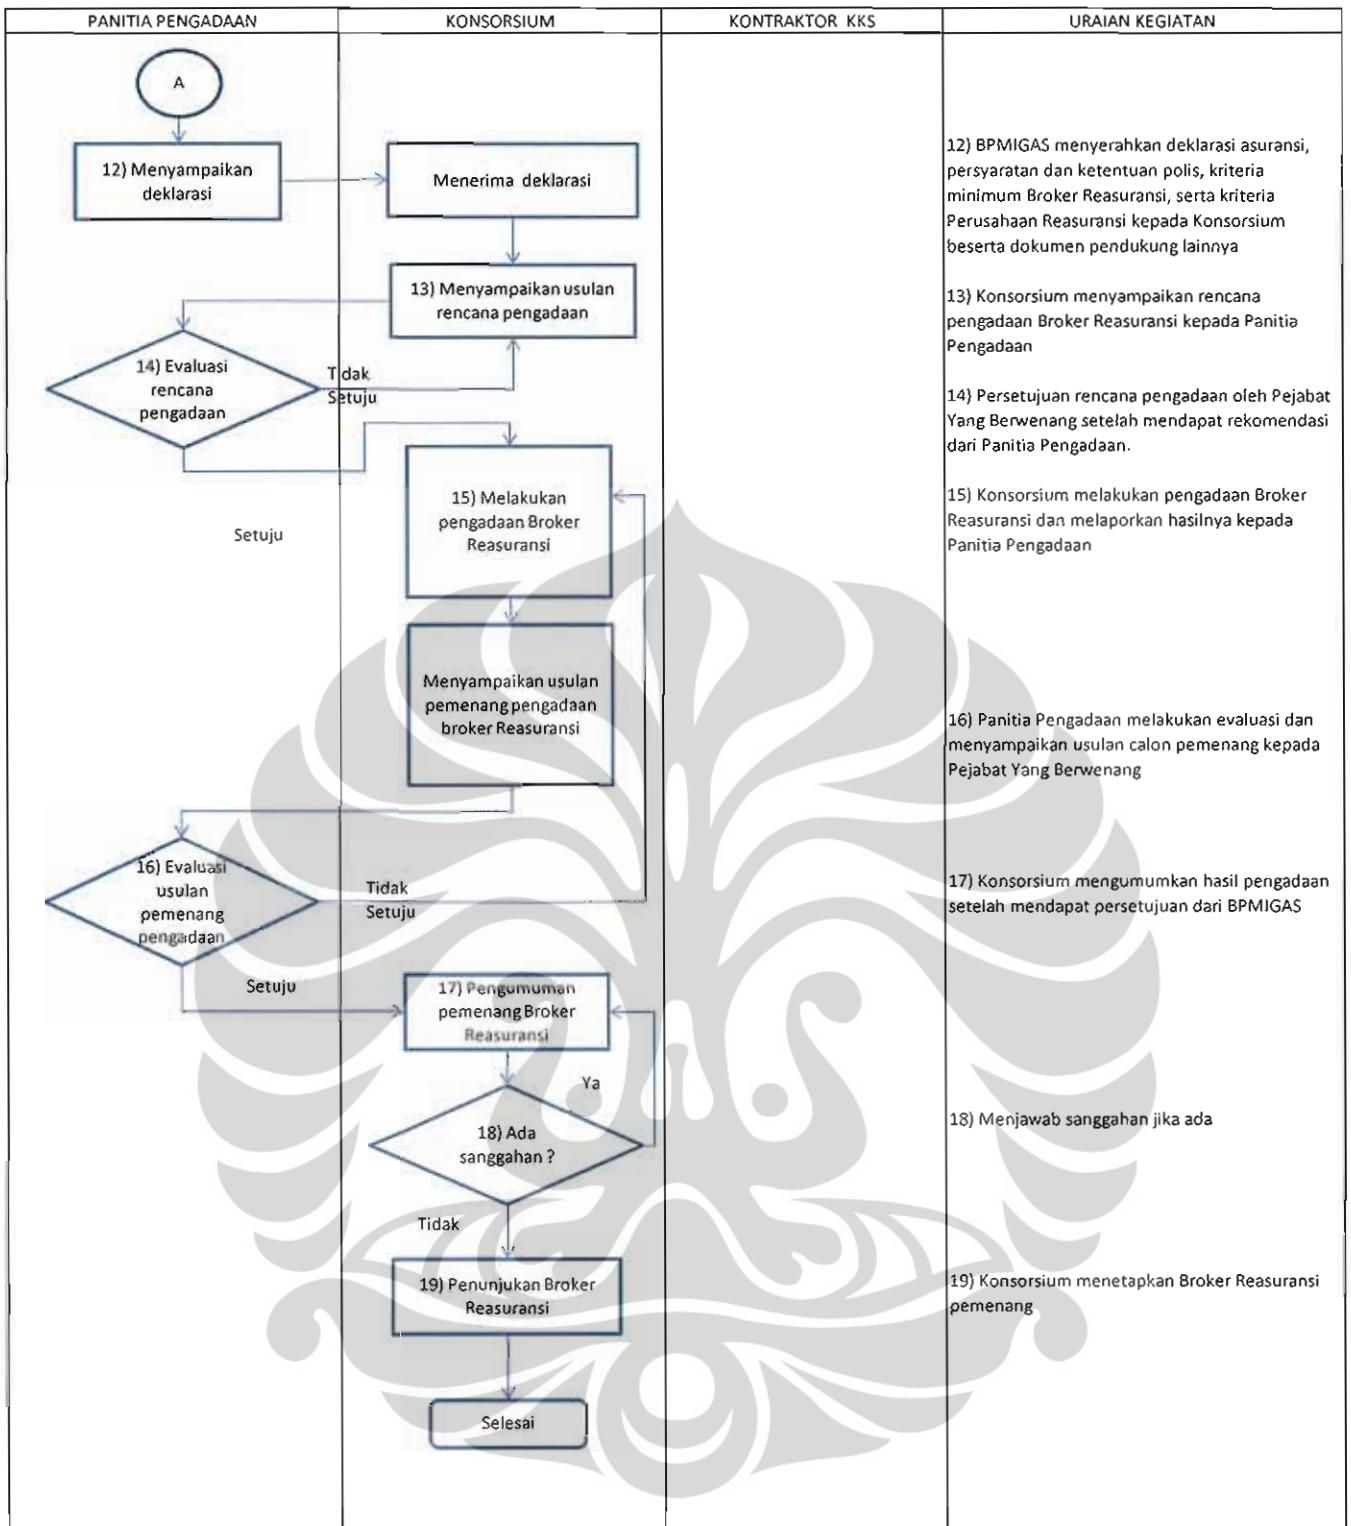 PANITIA PENGADAAN
KONSORSIUM
KONTRAKTOR KKS
URAIAN KEGIATAN
A
12) Menyampaikan
deklarasi
Menerima deklarasi
12) BPMIGAS menyerahkan deklarasi asuransi,
persyaratan dan ketentuan polis, kriteria
minimum Broker Reasuransi, serta kriteria
Perusahaan Reasuransi kepada Konsorsium
beserta dokumen pendukung lainnya
13) Menyampaikan usulan
rencana pengadaan
13) Konsorsium menyampaikan rencana
pengadaan Broker Reasuransi kepada Panitia
Pengadaan
14) Evaluasi
rencana
pengadaan
Tidak
Setuju
14) Persetujuan rencana pengadaan oleh Pejabat
Yang Berwenang setelah mendapat rekomendasi
dari Panitia Pengadaan.
Setuju
15) Melakukan
pengadaan Broker
Reasuransi
15) Konsorsium melakukan pengadaan Broker
Reasuransi dan melaporkan hasilnya kepada
Panitia Pengadaan
Menyampaikan usulan
pemenang pengadaan
broker Reasuransi
16) Panitia Pengadaan melakukan evaluasi dan
menyampaikan usulan calon pemenang kepada
Pejabat Yang Berwenang
16) Evaluasi
usulan
pemenang
pengadaan
Tidak
Setuju
17) Konsorsium mengumumkan hasil pengadaan
setelah mendapat persetujuan dari BPMIGAS
Setuju
17) Pengumuman
pemenang Broker
Reasuransi
Ya
18) Ada
sanggahan ?
18) Menjawab sanggahan jika ada
Tidak
19) Penunjukan Broker
Reasuransi
19) Konsorsium menetapkan Broker Reasuransi
pemenang
Selesai